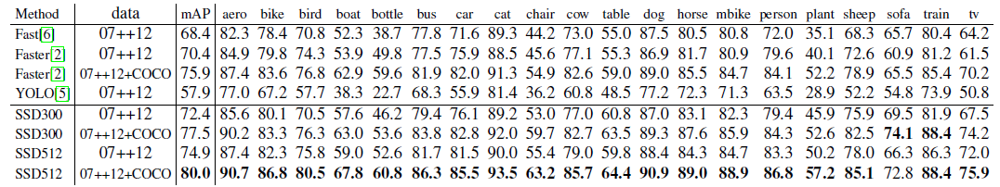 Method data mAP aero bike bird boat bottle bus car cat chair cow table dog horse mbike person plant sheep sofa train tv
Fast[6] 07++12 68.4 82.3 78.4 70.8 52.3 38.7 77.8 71.6 89.3 44.2 73.0 55.0 87.5 80.5 80.8 72.0 35.1 68.3 65.7 80.4 64.2
Faster[2] 07++12 70.4 84.9 79.8 74.3 53.9 49.8 77.5 75.9 88.5 45.6 77.1 55.3 86.9 81.7 80.9 79.6 40.1 72.6 60.9 81.2 61.5
Faster[2] 07++12+COCO 75.9 87.4 83.6 76.8 62.9 59.6 81.9 82.0 91.3 54.9 82.6 59.0 89.0 85.5 84.7 84.1 52.2 78.9 65.5 85.4 70.2
YOLO[5] 07++12 57.9 77.0 67.2 57.7 38.3 22.7 68.3 55.9 81.4 36.2 60.8 48.5 77.2 72.3 71.3 63.5 28.9 52.2 54.8 73.9 50.8
SSD300 07++12 72.4 85.6 80.1 70.5 57.6 46.2 79.4 76.1 89.2 53.0 77.0 60.8 87.0 83.1 82.3 79.4 45.9 75.9 69.5 81.9 67.5
SSD300 07++12+COCO 77.5 90.2 83.3 76.3 63.0 53.6 83.8 82.8 92.0 59.7 82.7 63.5 89.3 87.6 85.9 84.3 52.6 82.5 74.1 88.4 74.2
SSD512 07++12 74.9 87.4 82.3 75.8 59.0 52.6 81.7 81.5 90.0 55.4 79.0 59.8 88.4 84.3 84.7 83.3 50.2 78.0 66.3 86.3 72.0
SSD512 07++12+COCO 80.0 90.7 86.8 80.5 67.8 60.8 86.3 85.5 93.5 63.2 85.7 64.4 90.9 89.0 88.9 86.8 57.2 85.1 72.8 88.4 75.9